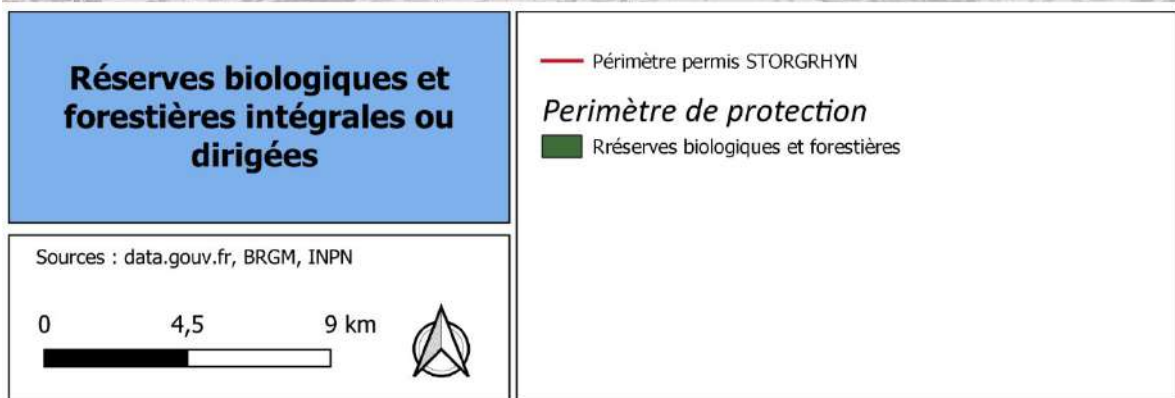 Réserves biologiques et
forestières intégrales ou
dirigées
Sources : data.gouv.fr, BRGM, INPN
0 4,5 9 km
Périmètre permis STORGRHYN
Perimètre de protection
Rréserves biologiques et forestières